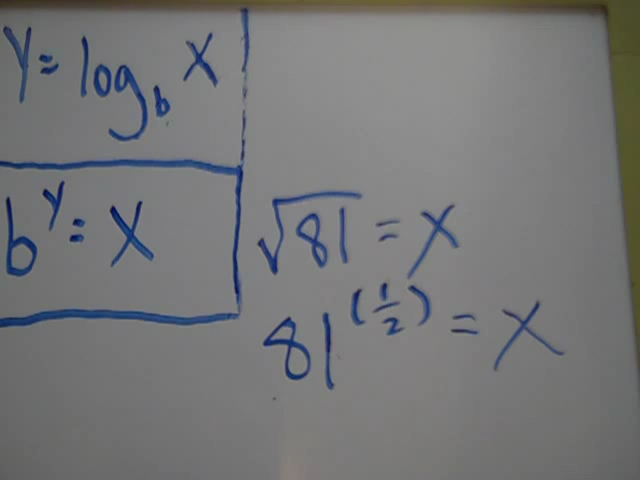 y = log_b x
b^y = x
√81 = x
81^(1/2) = x